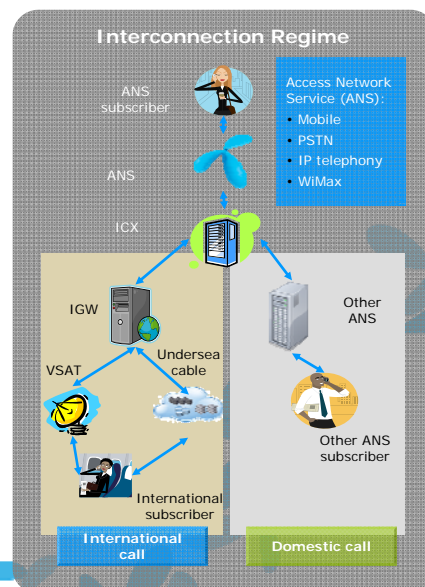 Interconnection Regime
ANS
subscriber
Access Network
Service (ANS):
• Mobile
• PSTN
• IP telephony
• WiMax
ANS
ICX
IGW
Other
ANS
Undersea
cable
VSAT
Other ANS
subscriber
International
subscriber
International
call
Domestic call